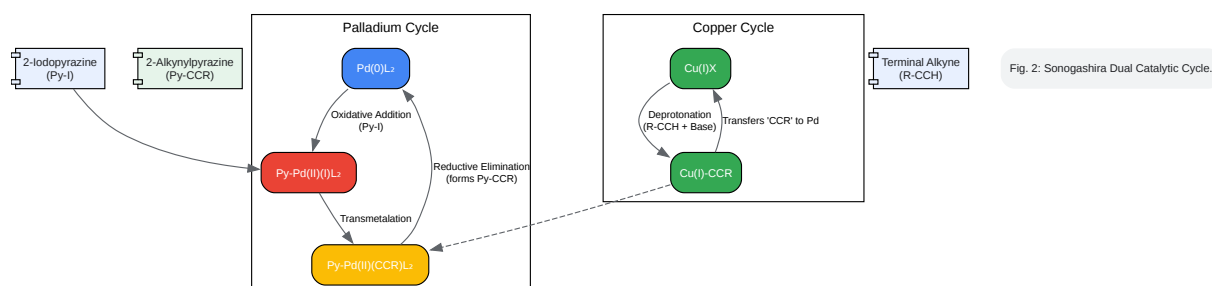 Palladium Cycle
Copper Cycle
2-Iodopyrazine
(Py-I)
2-Alkynylpyrazine
(Py-CCR)
Pd(0)L₂
Cu(I)X
Terminal Alkyne
(R-CCH)
Fig. 2: Sonogashira Dual Catalytic Cycle.
Oxidative Addition
(Py-I)
Deprotonation
(R-CCH + Base)
Transfers 'CCR' to Pd
Py-Pd(II)(I)L₂
Reductive Elimination
(forms Py-CCR)
Cu(I)-CCR
Transmetalation
Py-Pd(II)(CCR)L₂